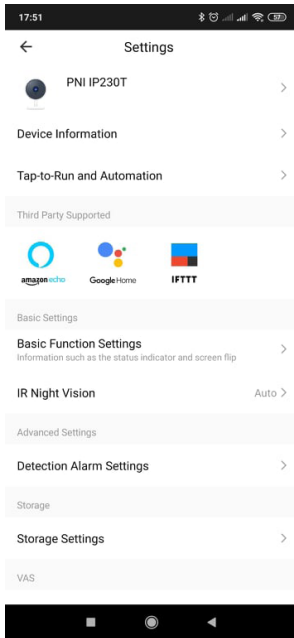 17:51
57
Settings
PNI IP230T
Device Information
Tap-to-Run and Automation
Third Party Supported
amazon echo
Google Home
IFTTT
Basic Settings
Basic Function Settings
Information such as the status indicator and screen flip
IR Night Vision
Auto
Advanced Settings
Detection Alarm Settings
Storage
Storage Settings
VAS